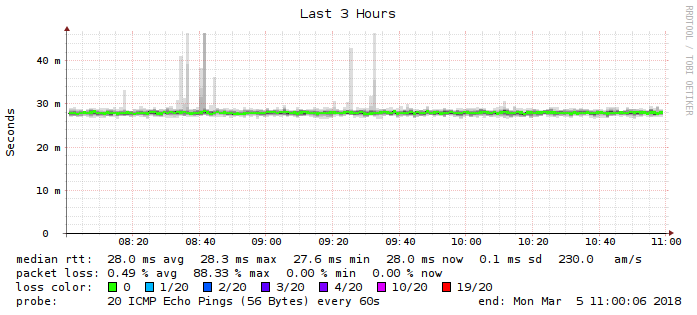 Last 3 Hours
RRDTOOL / TOBI OETIKER
Seconds
40 m
30 m
20 m
10 m
0
08:20 08:40 09:00 09:20 09:40 10:00 10:20 10:40 11:00
median rtt: 28.0 ms avg 28.3 ms max 27.6 ms min 28.0 ms now 0.1 ms sd 230.0 am/s
packet loss: 0.49 % avg 88.33 % max 0.00 % min 0.00 % now
loss color: 0 1/20 2/20 3/20 4/20 10/20 19/20
probe: 20 ICMP Echo Pings (56 Bytes) every 60s end: Mon Mar 5 11:00:06 2018